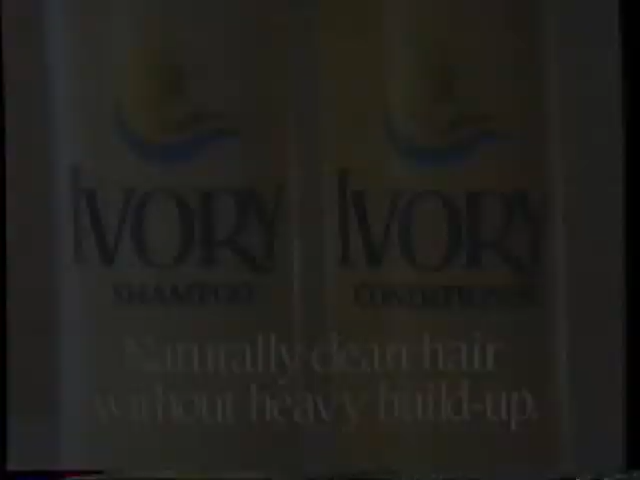 IVORY IVORY
SHAMPOO CONDITIONER
Naturally clean hair
without heavy build-up.